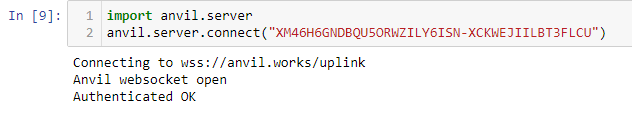 In [9]:
1 import anvil.server
2 anvil.server.connect("XM46H6GNDBQU5ORWZILY6ISN-XCKWEJIILBT3FLCU")
Connecting to wss://anvil.works/uplink
Anvil websocket open
Authenticated OK